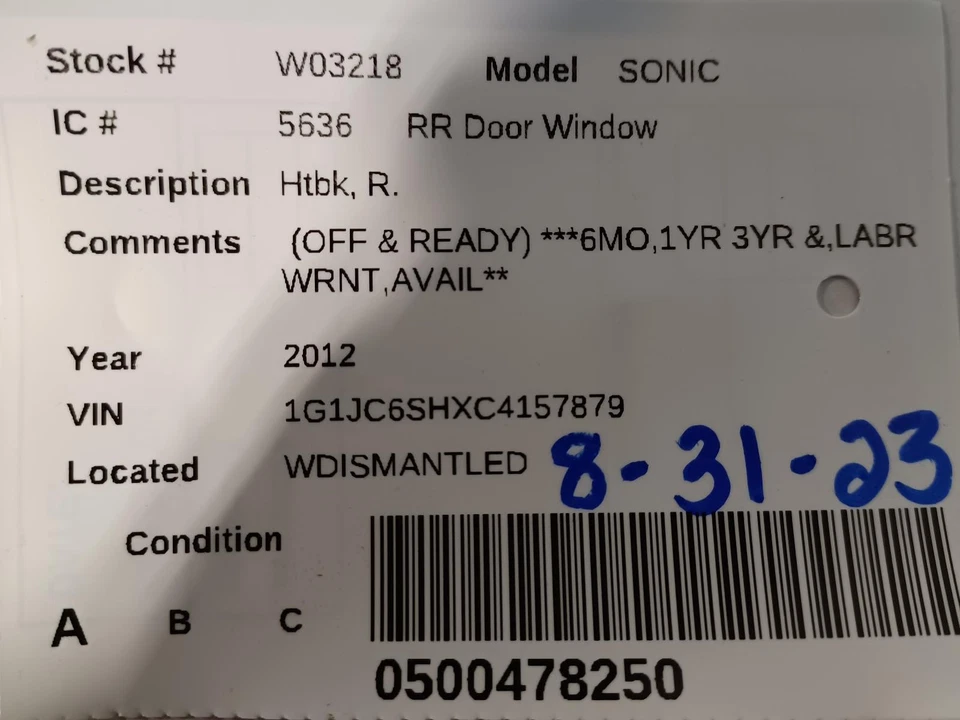 Stock # W03218 Model SONIC
IC # 5636 RR Door Window
Description Htbk, R.
Comments (OFF & READY) ***6MO,1YR 3YR &,LABR
WRNT,AVAIL**
Year 2012
VIN 1G1JC6SHXC4157879
Located WDISMANTLED 8-31-23
Condition
A B C
0500478250